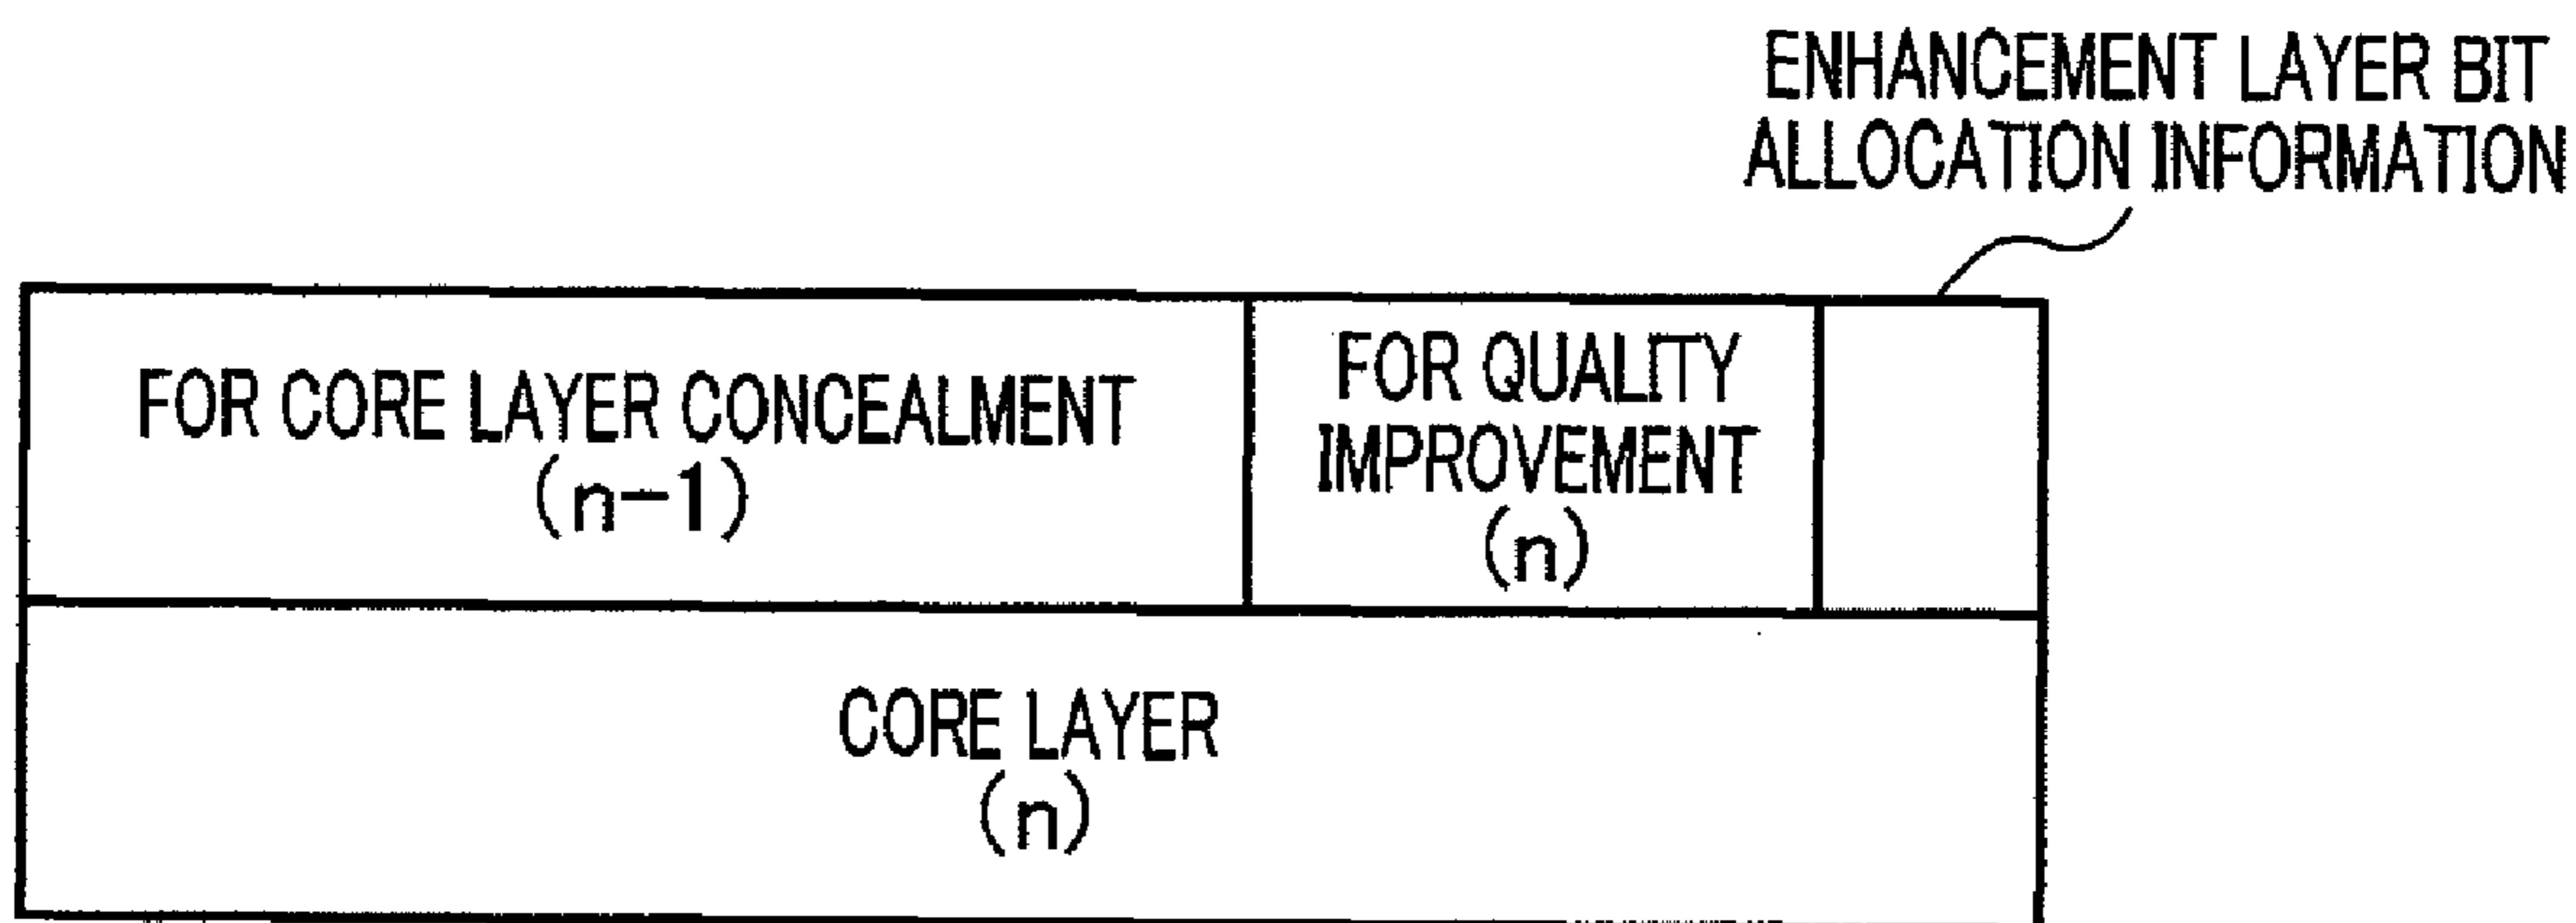 ENHANCEMENT LAYER BIT
ALLOCATION INFORMATION
FOR CORE LAYER CONCEALMENT
(n-1)
FOR QUALITY
IMPROVEMENT
(n)
CORE LAYER
(n)